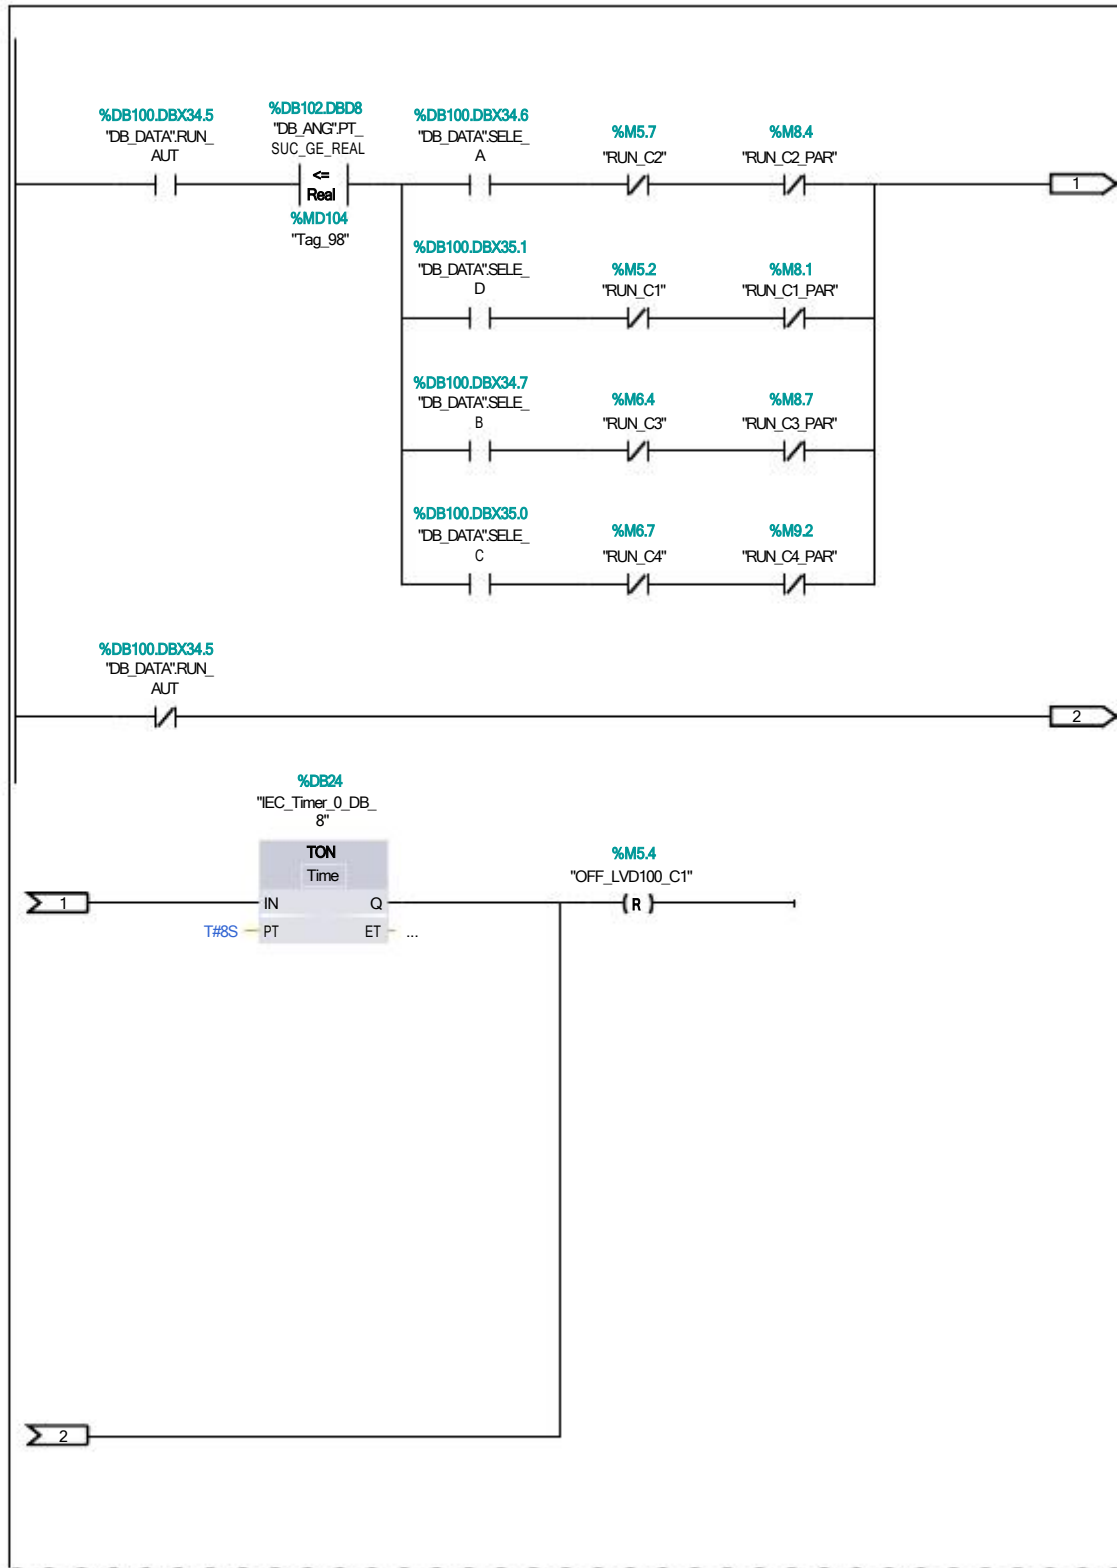 %DB100.DBX34.5
"DB_DATA".RUN_
AUT
%DB102.DBD8
"DB_ANG".PT_
SUC_GE_REAL
<=
Real
%MD104
"Tag_98"
%DB100.DBX34.6
"DB_DATA".SELE_
A
%M5.7
"RUN_C2"
%M8.4
"RUN_C2_PAR"
1
%DB100.DBX35.1
"DB_DATA".SELE_
D
%M5.2
"RUN_C1"
%M8.1
"RUN_C1_PAR"
%DB100.DBX34.7
"DB_DATA".SELE_
B
%M6.4
"RUN_C3"
%M8.7
"RUN_C3_PAR"
%DB100.DBX35.0
"DB_DATA".SELE_
C
%M6.7
"RUN_C4"
%M9.2
"RUN_C4_PAR"
%DB100.DBX34.5
"DB_DATA".RUN_
AUT
2
%DB24
"IEC_Timer_0_DB_
8"
TON
Time
1
IN
Q
T#8S
PT
ET
...
%M5.4
"OFF_LVD100_C1"
R
2